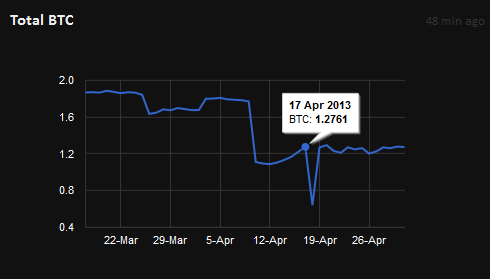 Total BTC
48 min ago
2.0
17 Apr 2013
BTC: 1.2761
1.6
1.2
0.8
0.4
22-Mar 29-Mar 5-Apr 12-Apr 19-Apr 26-Apr